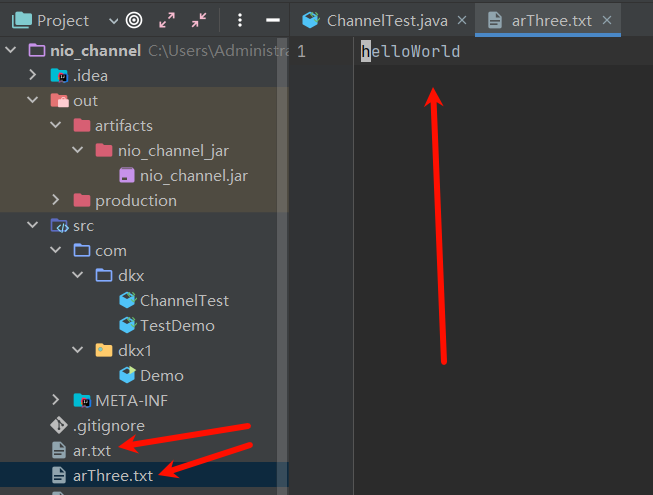 Project
nio_channel C:\Users\Administra
.idea
out
artifacts
nio_channel_jar
nio_channel.jar
production
src
com
dkx
ChannelTest
TestDemo
dkx1
Demo
META-INF
.gitignore
ar.txt
arThree.txt
ChannelTest.java
arThree.txt
1 helloWorld